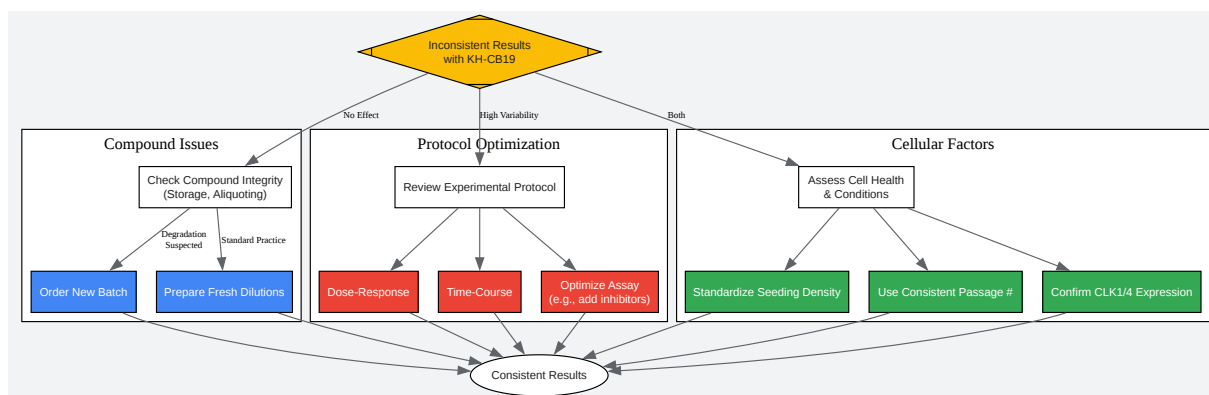 Inconsistent Results
with KH-CB19
No Effect
High Variability
Both
Compound Issues
Protocol Optimization
Cellular Factors
Check Compound Integrity
(Storage, Aliquoting)
Review Experimental Protocol
Assess Cell Health
& Conditions
Degradation
Suspected
Standard Practice
Order New Batch
Prepare Fresh Dilutions
Dose-Response
Time-Course
Optimize Assay
(e.g., add inhibitors)
Standardize Seeding Density
Use Consistent Passage #
Confirm CLK1/4 Expression
Consistent Results